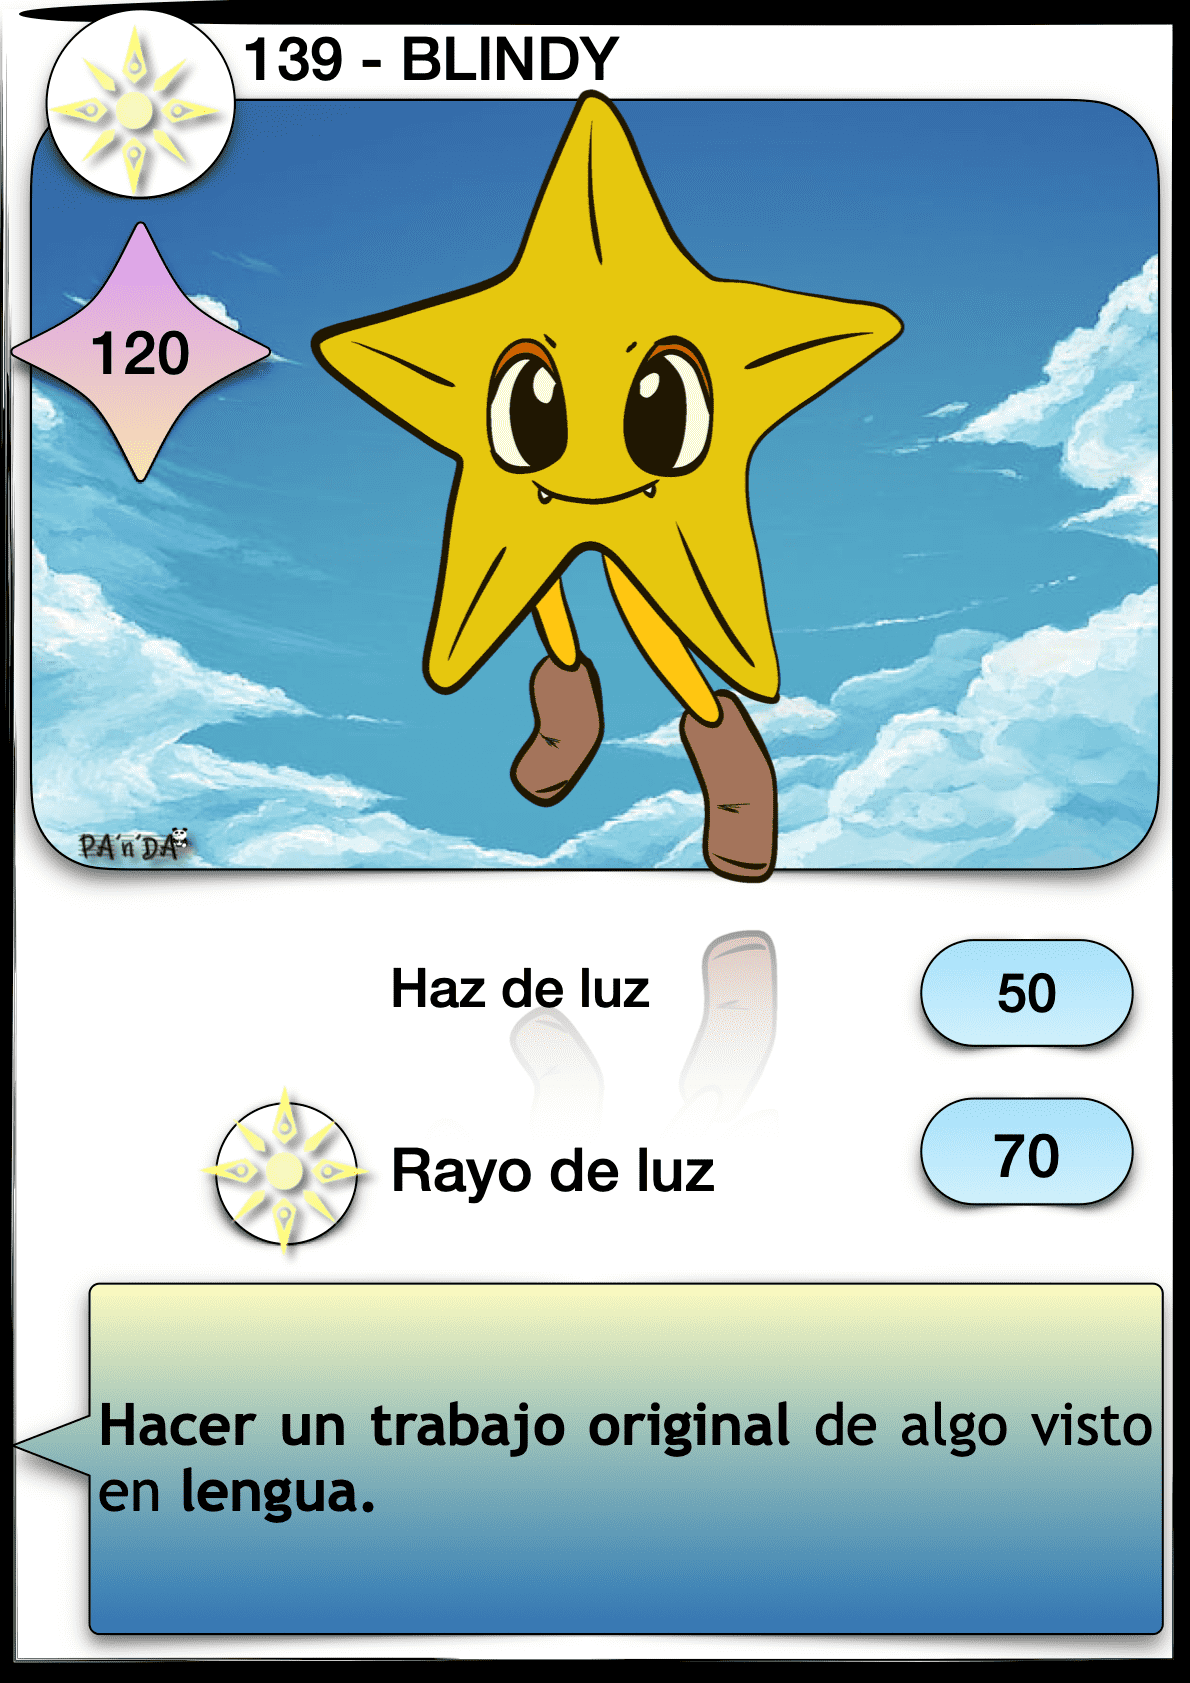 139 - BLINDY
120
PA'n'DA
Haz de luz
50
Rayo de luz
70
Hacer un trabajo original de algo visto
en lengua.